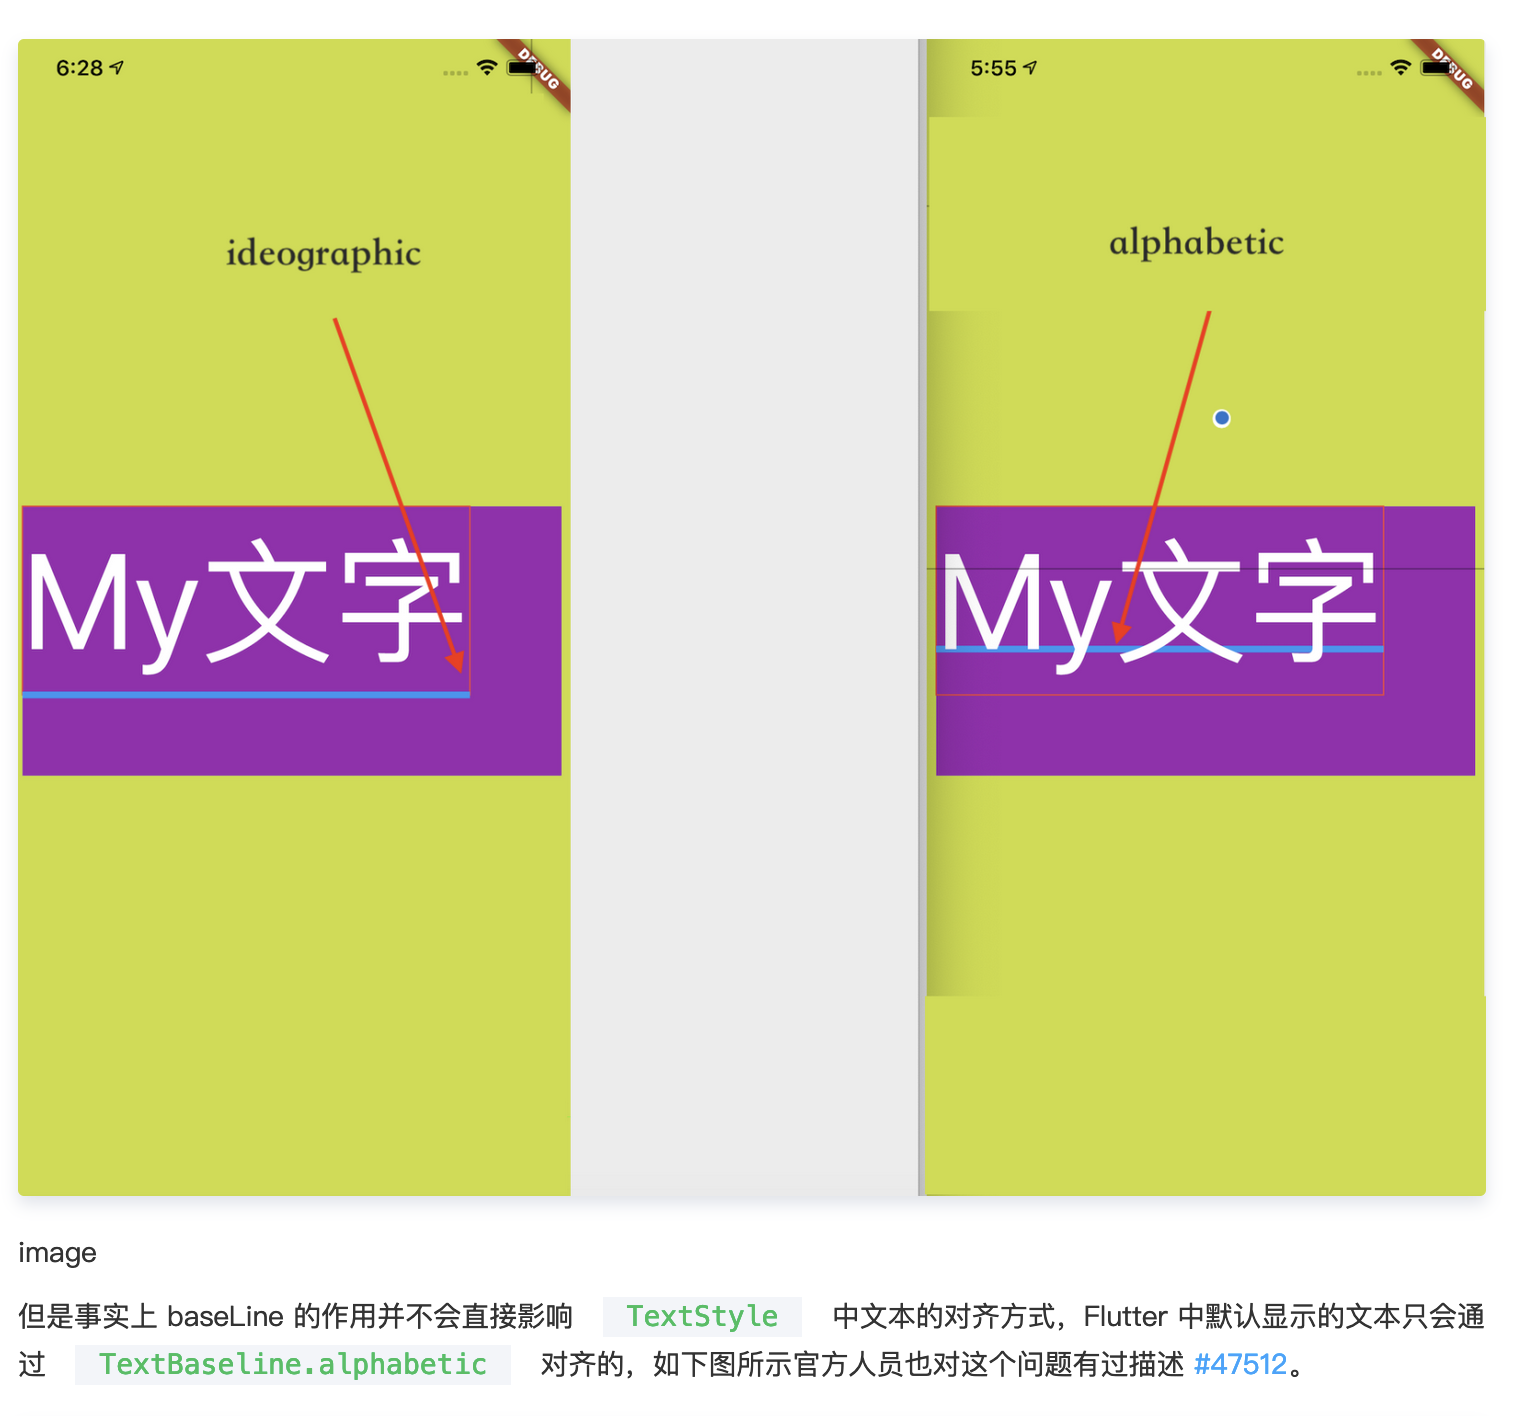 6:28
DEBUG
5:55
DEBUG
ideographic
alphabetic
My文字
My文字
image
但是事实上 baseLine 的作用并不会直接影响 TextStyle 中文本的对齐方式，Flutter 中默认显示的文本只会通
过 TextBaseline.alphabetic 对齐的，如下图所示官方人员也对这个问题有过描述 #47512。